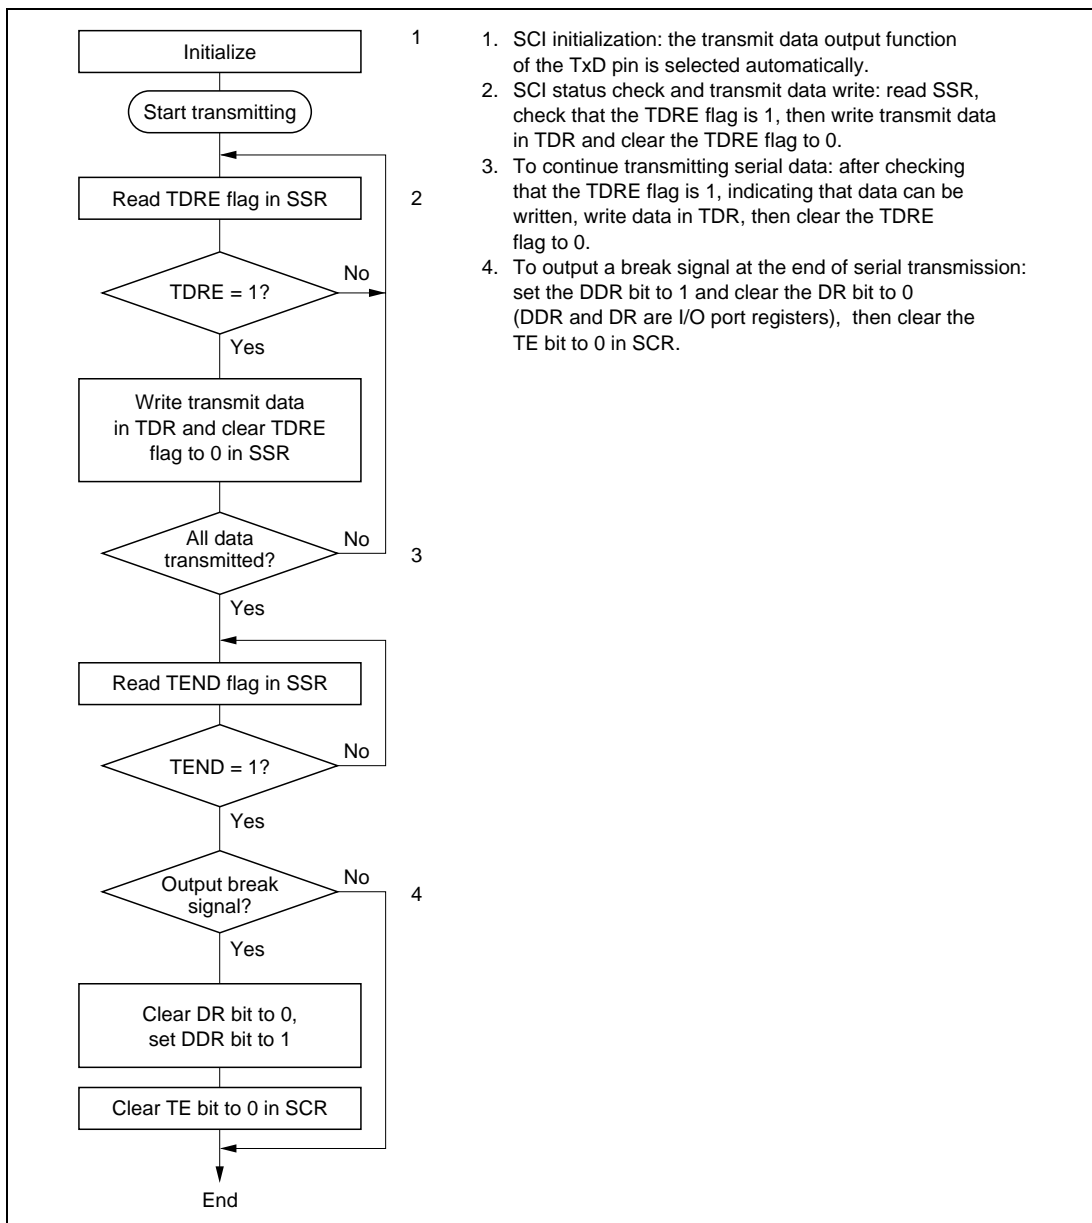 Initialize
1
Start transmitting
Read TDRE flag in SSR
2
TDRE = 1?
No
Yes
Write transmit data
in TDR and clear TDRE
flag to 0 in SSR
All data
transmitted?
No
3
Yes
Read TEND flag in SSR
TEND = 1?
No
Yes
Output break
signal?
No
4
Yes
Clear DR bit to 0,
set DDR bit to 1
Clear TE bit to 0 in SCR
End
1. SCI initialization: the transmit data output function
of the TxD pin is selected automatically.
2. SCI status check and transmit data write: read SSR,
check that the TDRE flag is 1, then write transmit data
in TDR and clear the TDRE flag to 0.
3. To continue transmitting serial data: after checking
that the TDRE flag is 1, indicating that data can be
written, write data in TDR, then clear the TDRE
flag to 0.
4. To output a break signal at the end of serial transmission:
set the DDR bit to 1 and clear the DR bit to 0
(DDR and DR are I/O port registers), then clear the
TE bit to 0 in SCR.